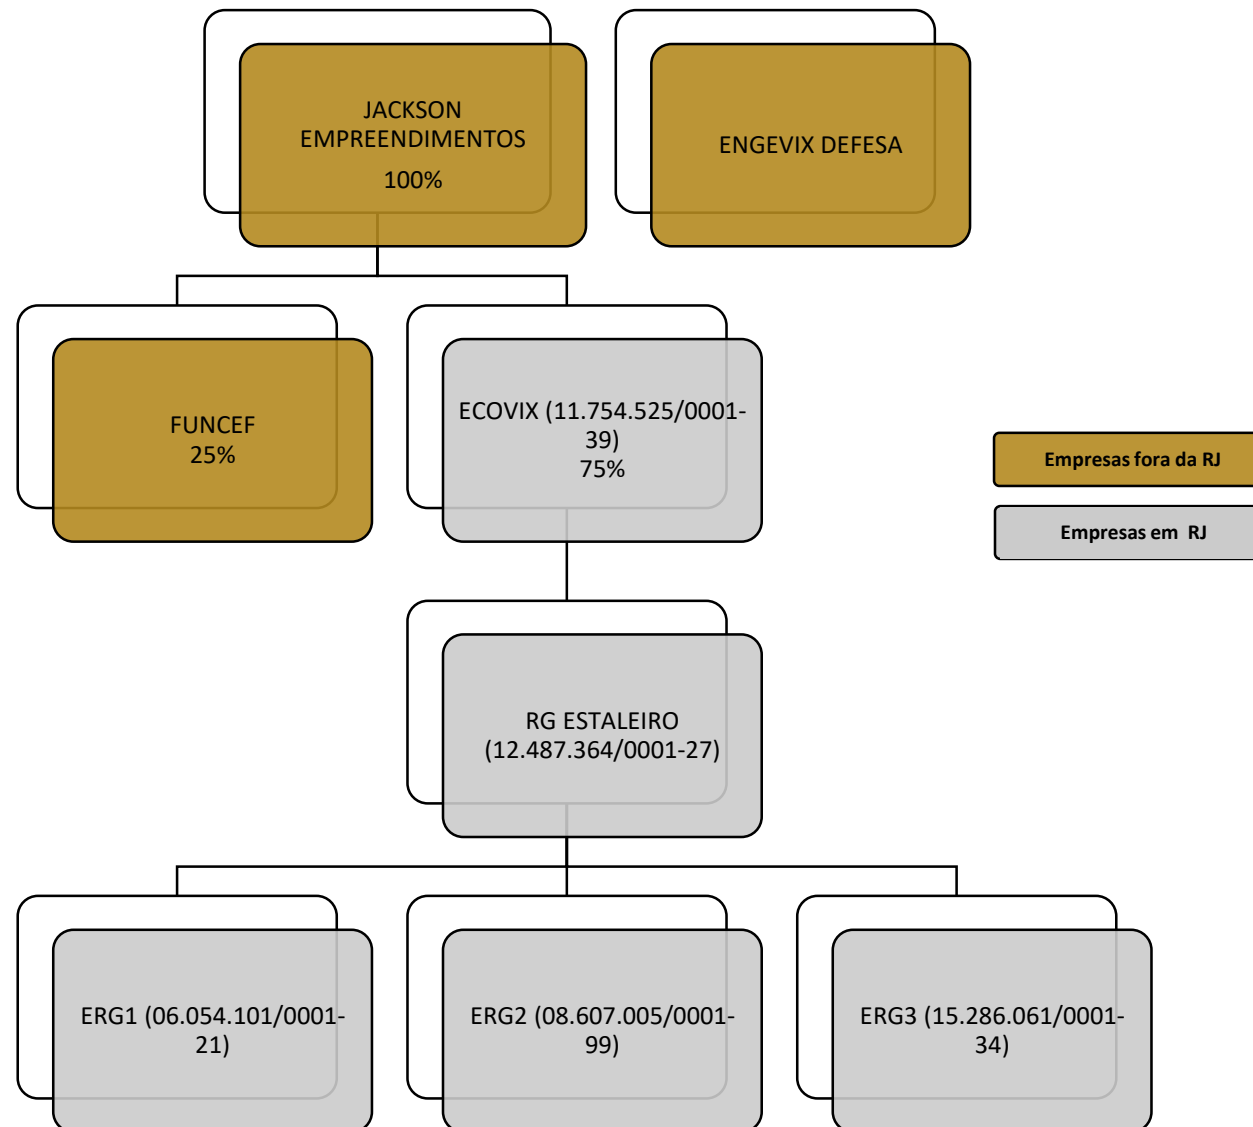 JACKSON
EMPREENDIMENTOS
100%
ENGEVIX DEFESA
FUNCEF
25%
ECOVIX (11.754.525/0001-
39)
75%
Empresas fora da RJ
Empresas em  RJ
RG ESTALEIRO
(12.487.364/0001-27)
ERG1 (06.054.101/0001-
21)
ERG2 (08.607.005/0001-
99)
ERG3 (15.286.061/0001-
34)